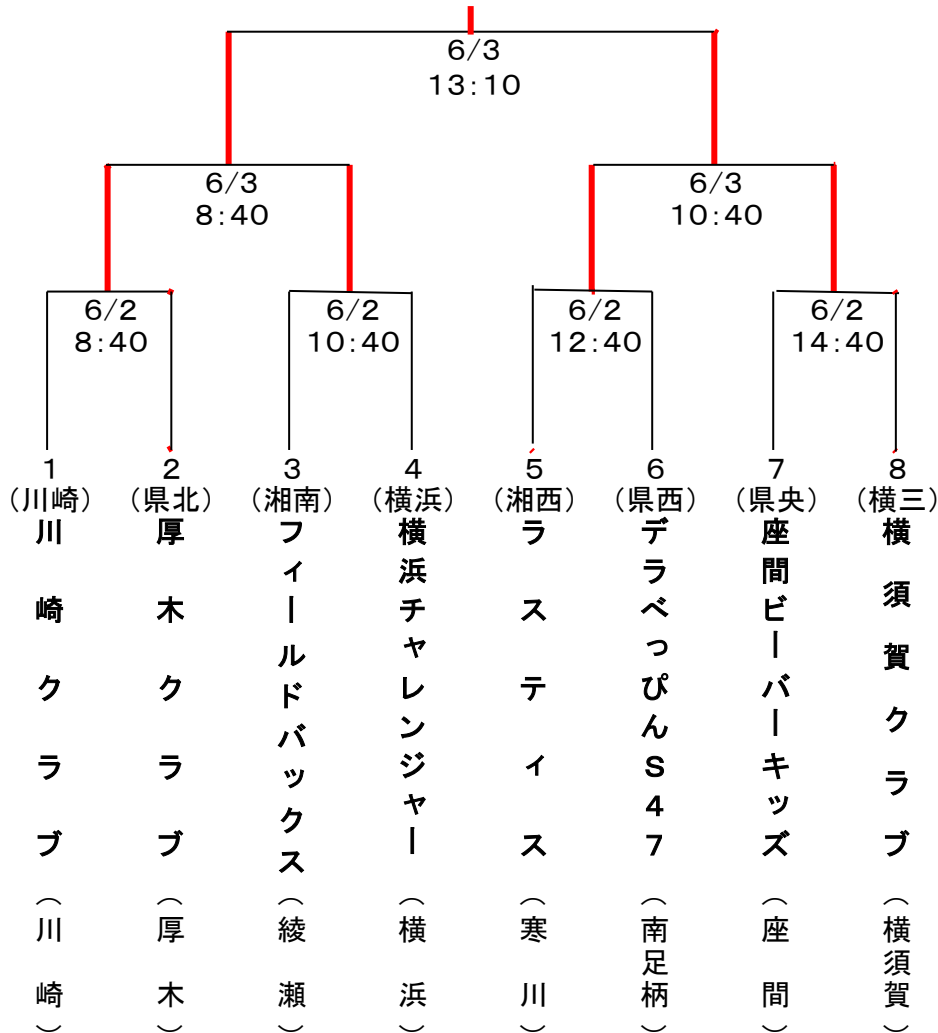 6/3
13:10
6/3
8:40
6/3
10:40
6/2
8:40
6/2
10:40
6/2
12:40
6/2
14:40
1
(川崎)
川崎クラブ
(川崎)
2
(県北)
厚木クラブ
(厚木)
3
(湘南)
フィールドバックス
(綾瀬)
4
(横浜)
横浜チャレンジャー
(横浜)
5
(湘西)
ラスティス
(寒川)
6
(県西)
デラべっぴんS47
(南足柄)
7
(県央)
座間ビーバーキッズ
(座間)
8
(横三)
横須賀クラブ
(横須賀)